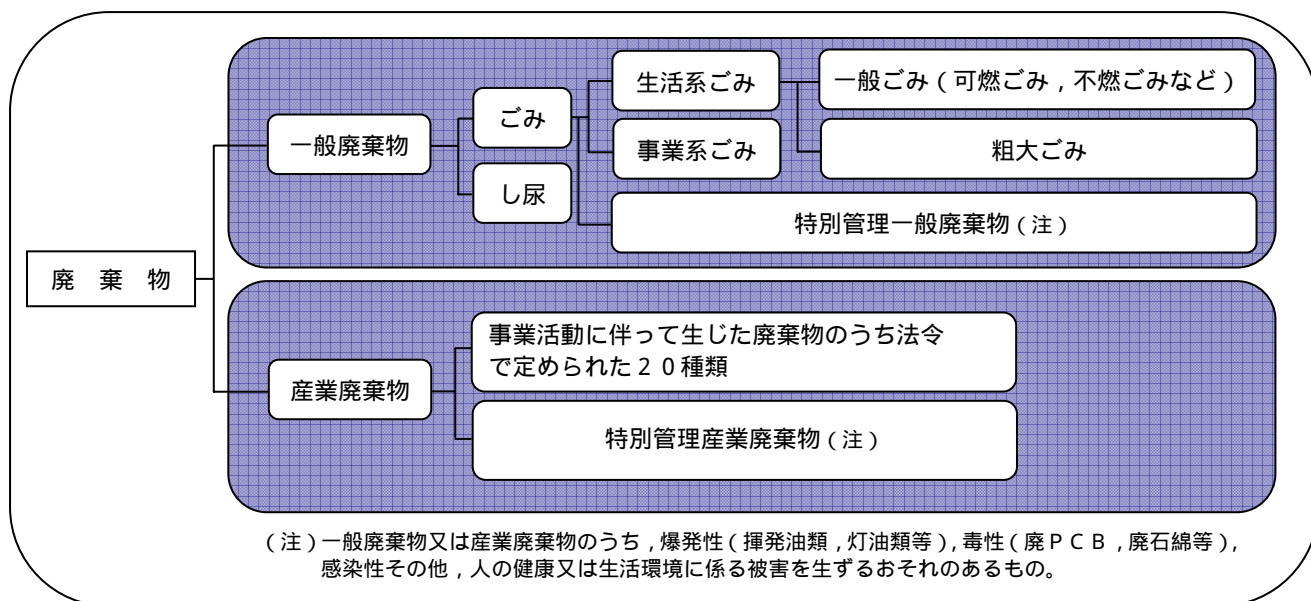 廃 棄 物
一般廃棄物
ごみ
し尿
生活系ごみ
事業系ごみ
一般ごみ(可燃ごみ,不燃ごみなど)
粗大ごみ
特別管理一般廃棄物(注)
産業廃棄物
事業活動に伴って生じた廃棄物のうち法令
で定められた20種類
特別管理産業廃棄物(注)
(注)一般廃棄物又は産業廃棄物のうち,爆発性(揮発油類,灯油類等),毒性(廃PCB,廃石綿等),
感染性その他,人の健康又は生活環境に係る被害を生ずるおそれのあるもの。